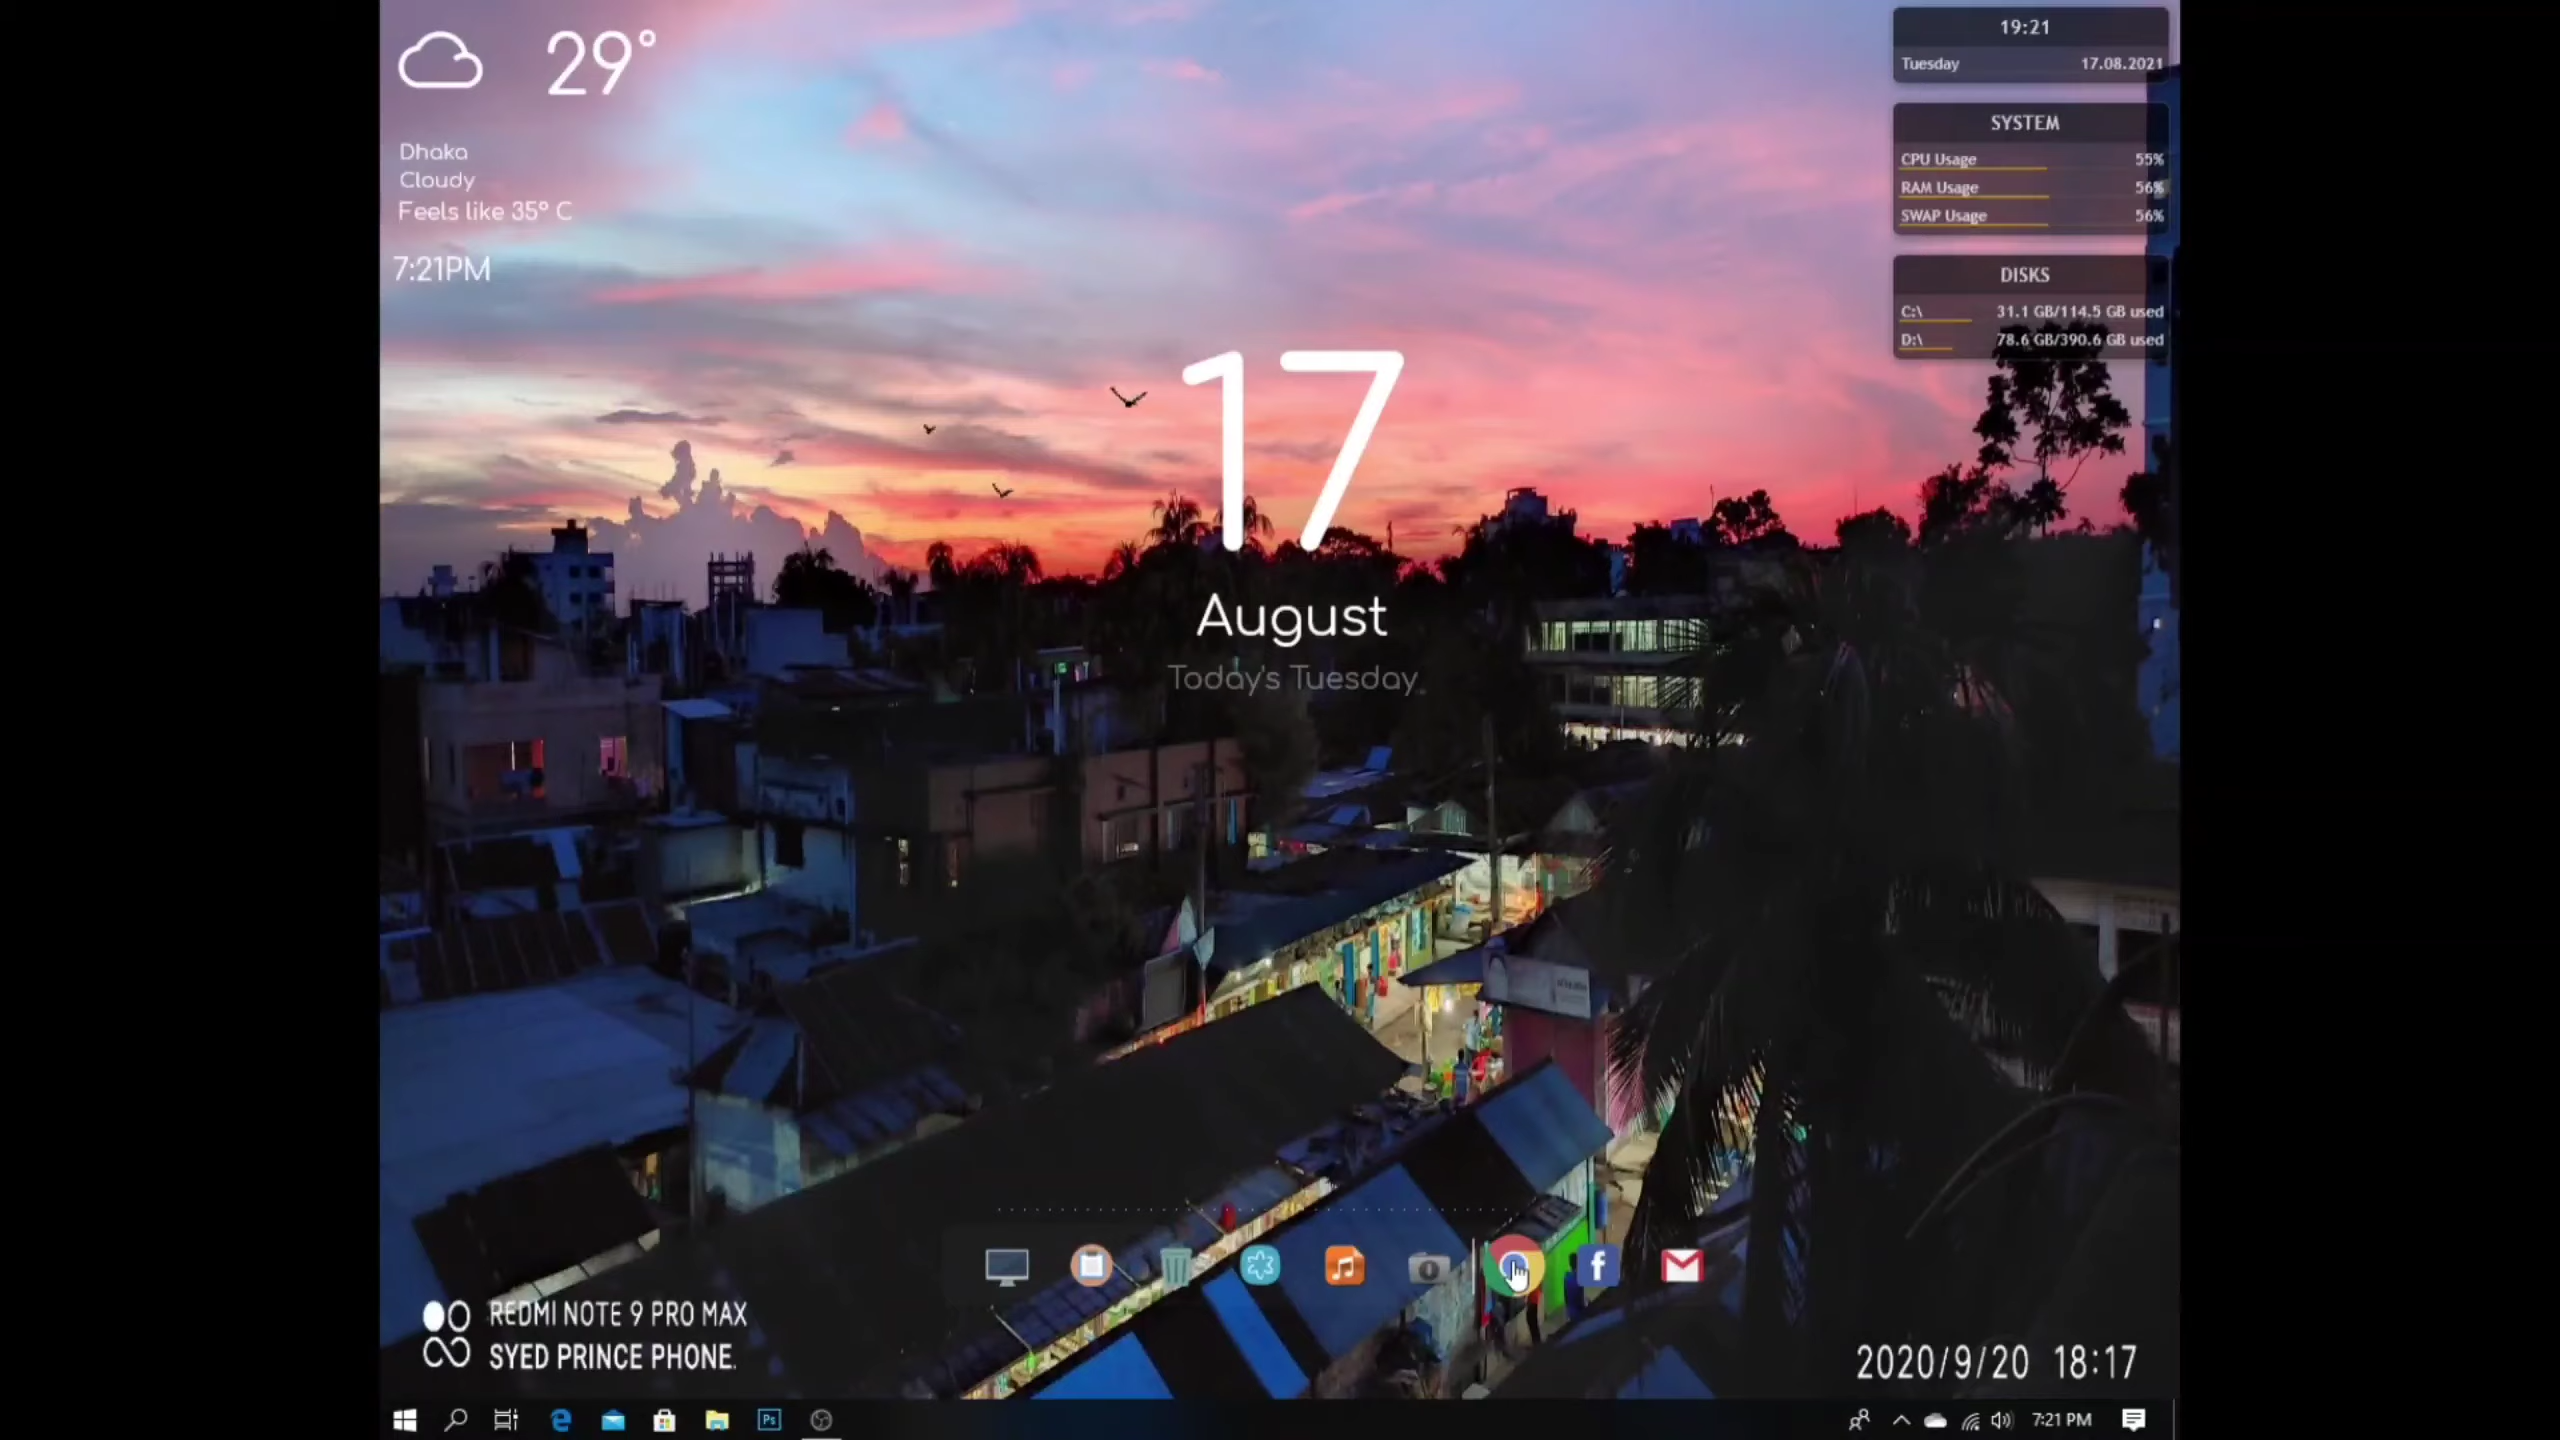 29°
Dhaka
Cloudy
Feels like 35° C
7:21PM
19:21
Tuesday 17.08.2021
SYSTEM
CPU Usage 55%
RAM Usage 56%
SWAP Usage 56%
DISKS
C:\ 31.1 GB/114.5 GB used
D:\ 78.6 GB/390.6 GB used
17
August
Today's Tuesday
REDMI NOTE 9 PRO MAX
SYED PRINCE PHONE.
2020/9/20 18:17
Ps
7:21 PM